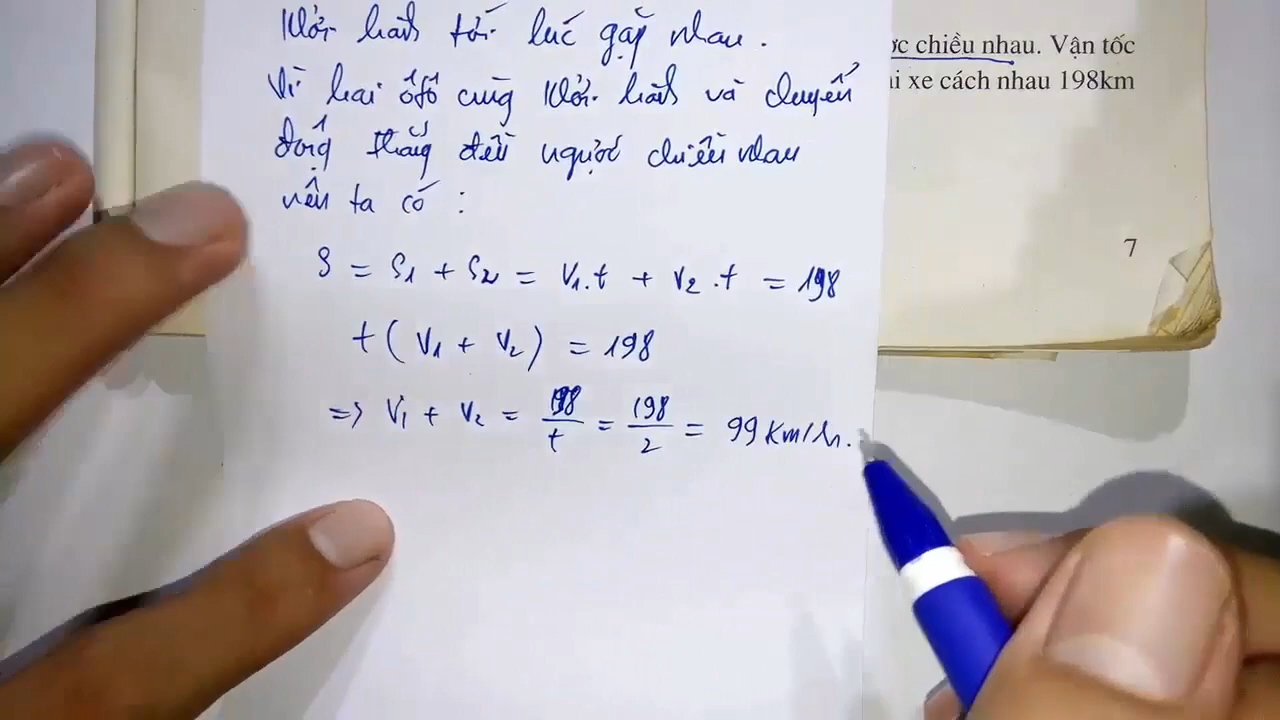 khởi hành tới lúc gặp nhau.
Vì hai ôtô cùng khởi hành và chuyển
động thẳng đều ngược chiều nhau
nên ta có :
S = S1 + S2 = V1.t + V2.t = 198
t(V1 + V2) = 198
=> V1 + V2 = 198/t = 198/2 = 99 km/h.
ợc chiều nhau. Vận tốc
ai xe cách nhau 198km
7